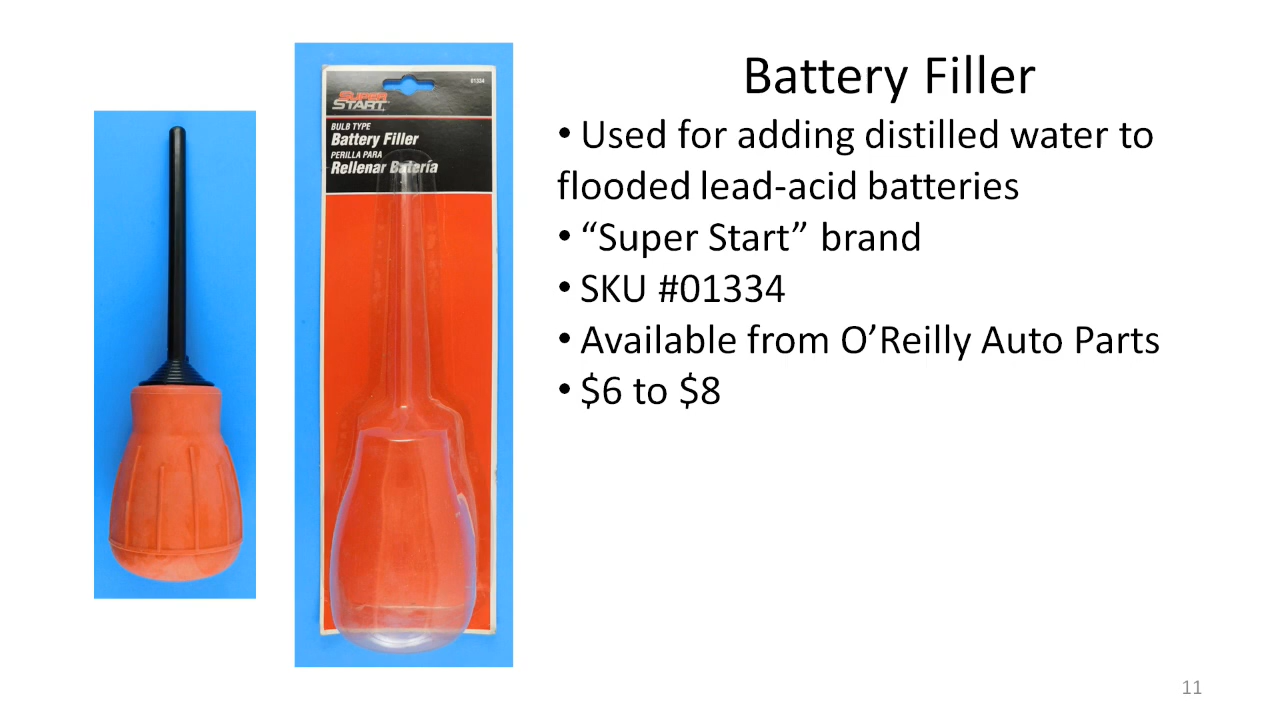 Battery Filler
• Used for adding distilled water to
flooded lead-acid batteries
• “Super Start” brand
• SKU #01334
• Available from O’Reilly Auto Parts
• $6 to $8
01334
SUPER
START.
BULB TYPE
Battery Filler
PERILLA PARA
Rellenar Batería
11